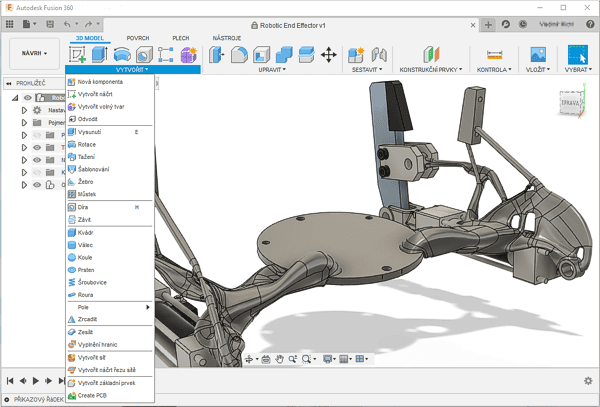 Autodesk Fusion 360
Robotic End Effector v1
NÁVRH
3D MODEL
POVRCH
PLECH
NÁSTROJE
VYTVOŘIT
UPRAVIT
SESTAVIT
KONSTRUKČNÍ PRVKY
KONTROLA
VLOŽIT
VYBRAT
PROHLÍŽEČ
Robo
Nastav
Pojmen
Nová komponenta
Vytvořit náčrt
Vytvořit volný tvar
Odvodit
Vysunutí E
Rotace
Tažení
Šablonování
Žebro
Můstek
Díra H
Závit
Kvádr
Válec
Koule
Prsten
Šroubovice
Roura
Pole
Zrcadlit
Zesílit
Vyplnění hranic
Vytvořit síť
Vytvořit náčrt řezu sítě
Vytvořit základní prvek
Create PCB
ZPRAVA
PŘÍKAZOVÝ ŘÁDEK